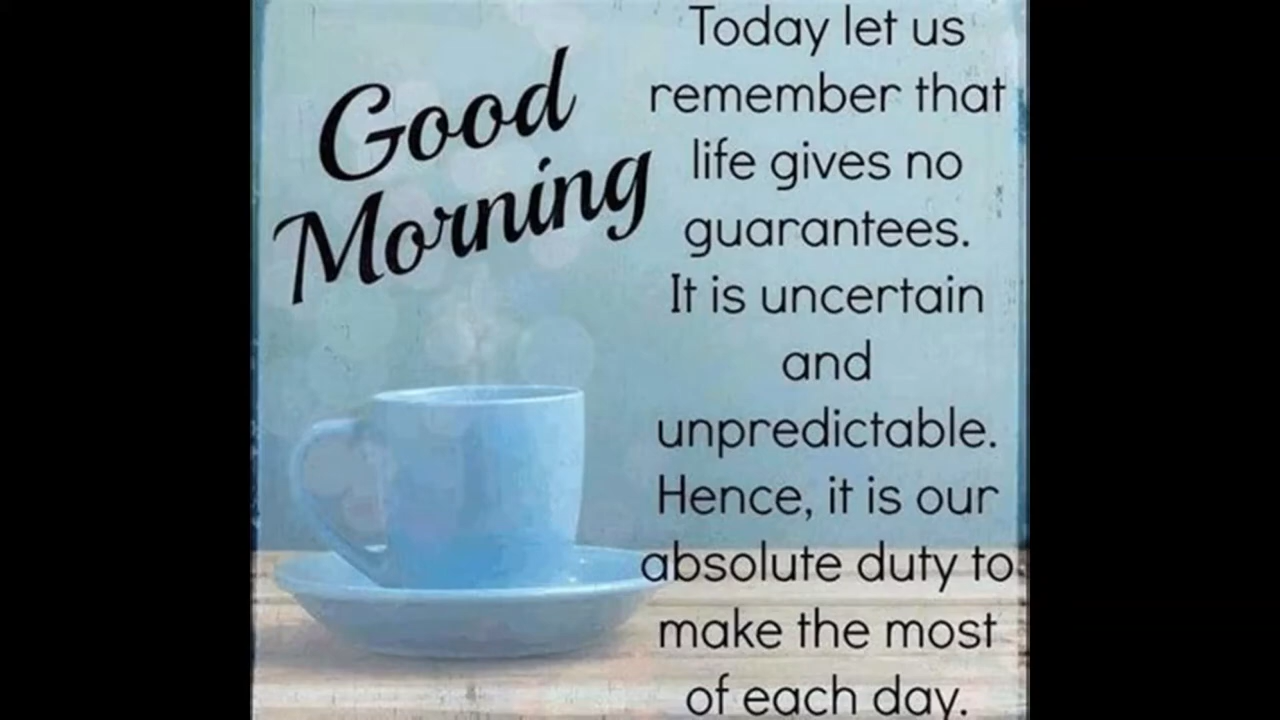 Good
Morning
Today let us
remember that
life gives no
guarantees.
It is uncertain
and
unpredictable.
Hence, it is our
absolute duty to
make the most
of each day.